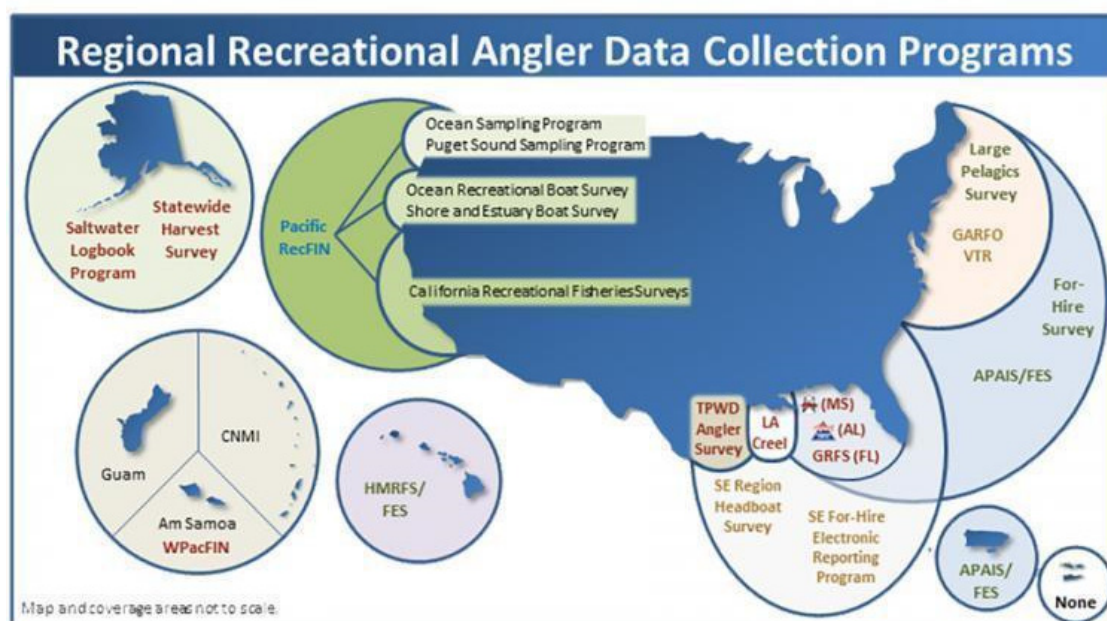 Regional Recreational Angler Data Collection Programs
Saltwater
Logbook
Program
Statewide
Harvest
Survey
Pacific
RecFIN
Ocean Sampling Program
Puget Sound Sampling Program
Ocean Recreational Boat Survey
Shore and Estuary Boat Survey
California Recreational Fisheries Surveys
Large
Pelagics
Survey
GARFO
VTR
For-
Hire
Survey
APAIS/FES
TPWD
Angler
Survey
LA
Creel
(MS)
(AL)
GRFS (FL)
SE Region
Headboat
Survey
SE For-Hire
Electronic
Reporting
Program
Guam
CNMI
Am Samoa
WPacFIN
HMRFS/
FES
APAIS/
FES
None
Map and coverage areas not to scale.